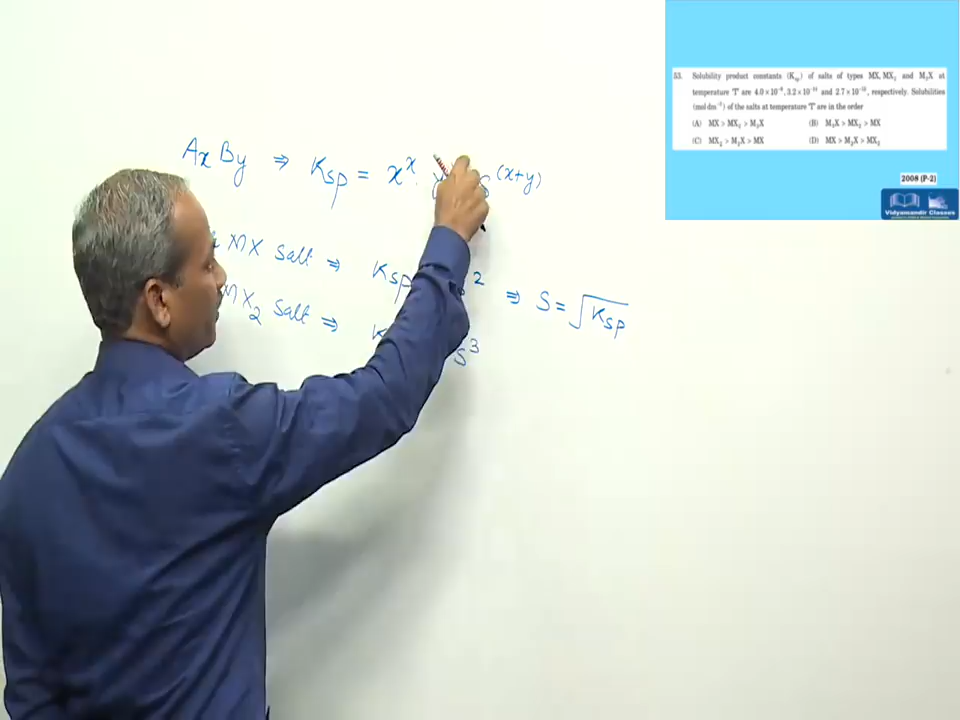 53. Solubility product constants (Ksp) of salts of types MX, MX₂ and M₃X at
temperature 'T' are 4.0 × 10⁻⁸, 3.2 × 10⁻¹⁴ and 2.7 × 10⁻¹⁵, respectively. Solubilities
(mol dm⁻³) of the salts at temperature 'T' are in the order
(A) MX > MX₂ > M₃X (B) M₃X > MX₂ > MX
(C) MX₂ > M₃X > MX (D) MX > M₃X > MX₂
2008 (P-2)
Vidyamandir Classes
AxBy ⇒ Ksp = xˣ . S⁽ˣ⁺ʸ⁾
MX Salt ⇒ Ksp ² ⇒ S = √Ksp
MX₂ Salt ⇒ K S³